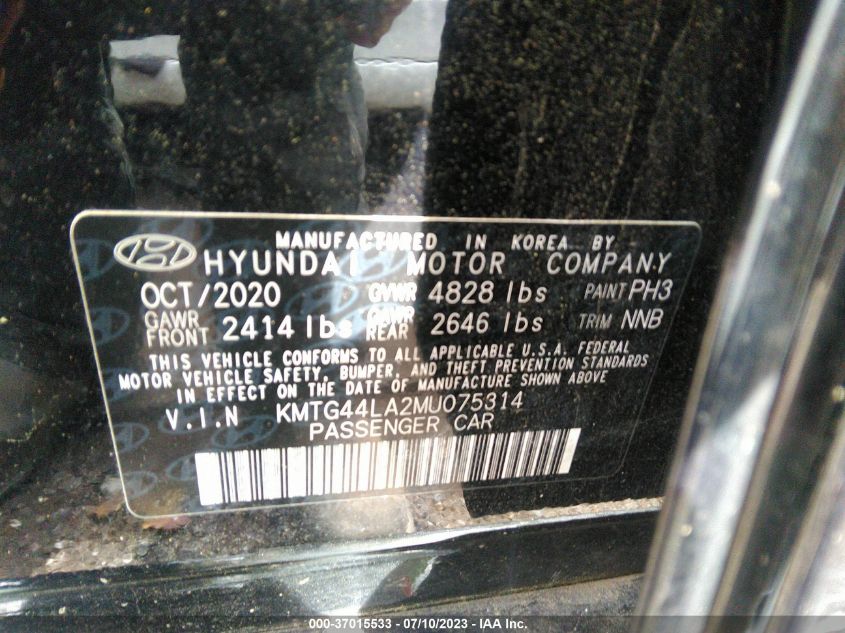 MANUFACTURED IN KOREA BY
HYUNDAI MOTOR COMPANY
OCT/2020 GVWR 4828 lbs PAINT PH3
GAWR FRONT 2414 lbs GAWR REAR 2646 lbs TRIM NNB
THIS VEHICLE CONFORMS TO ALL APPLICABLE U.S.A. FEDERAL
MOTOR VEHICLE SAFETY, BUMPER, AND THEFT PREVENTION STANDARDS
IN EFFECT ON THE DATE OF MANUFACTURE SHOWN ABOVE
V.I.N KMTG44LA2MU075314
PASSENGER CAR
000-37015533 - 07/10/2023 - IAA Inc.